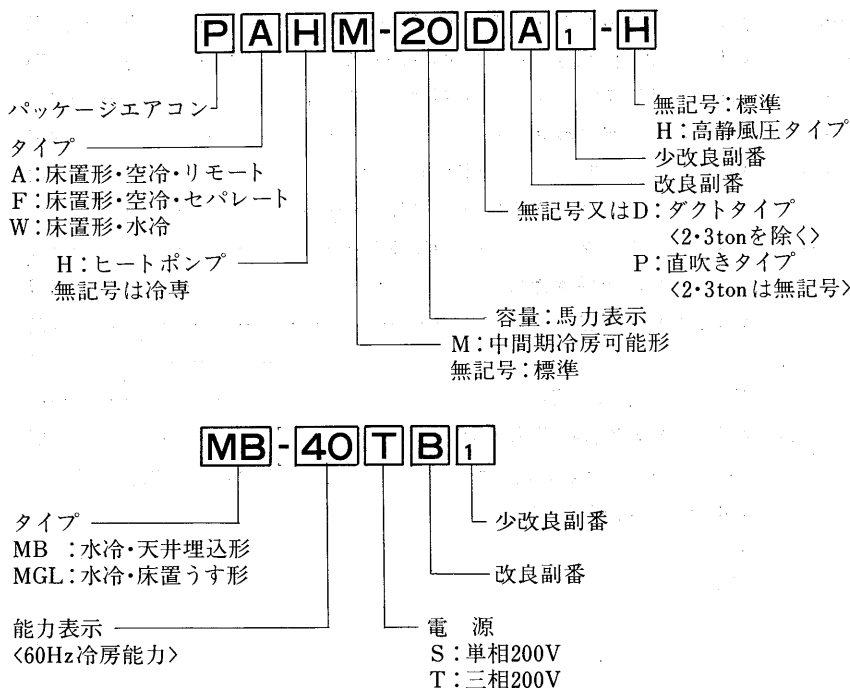 PAHM-20DA1-H
パッケージエアコン
タイプ
A:床置形・空冷・リモート
F:床置形・空冷・セパレート
W:床置形・水冷
H:ヒートポンプ
無記号は冷専
無記号:標準
H:高静風圧タイプ
少改良副番
改良副番
無記号又はD:ダクトタイプ
〈2・3tonを除く〉
P:直吹きタイプ
〈2・3tonは無記号〉
容量:馬力表示
M:中間期冷房可能形
無記号:標準
MB-40TB1
タイプ
MB :水冷・天井埋込形
MGL:水冷・床置うす形
能力表示
〈60Hz冷房能力〉
少改良副番
改良副番
電 源
S:単相200V
T:三相200V